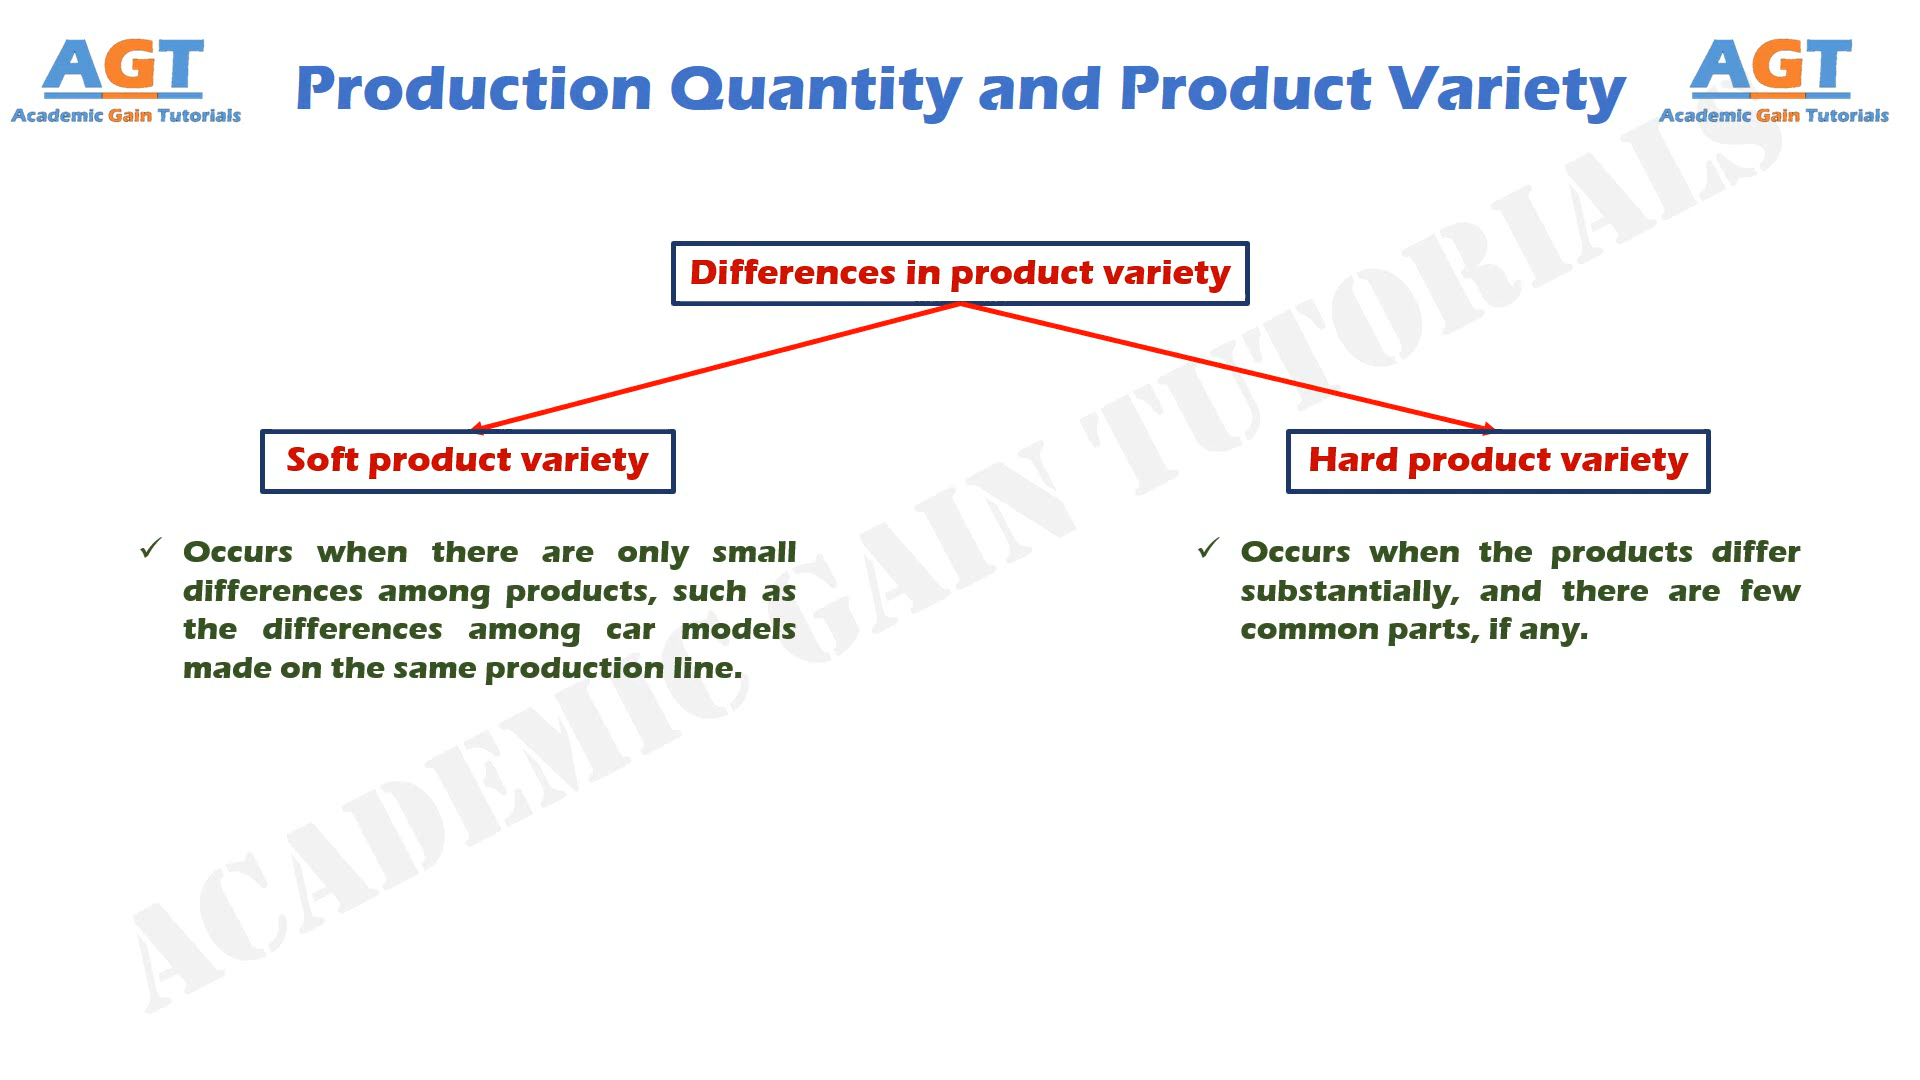 AGT
Academic Gain Tutorials
Production Quantity and Product Variety
AGT
Academic Gain Tutorials
Differences in product variety
Soft product variety
Hard product variety
✓ Occurs when there are only small
differences among products, such as
the differences among car models
made on the same production line.
✓ Occurs when the products differ
substantially, and there are few
common parts, if any.
ACADEMIC GAIN TUTORIALS